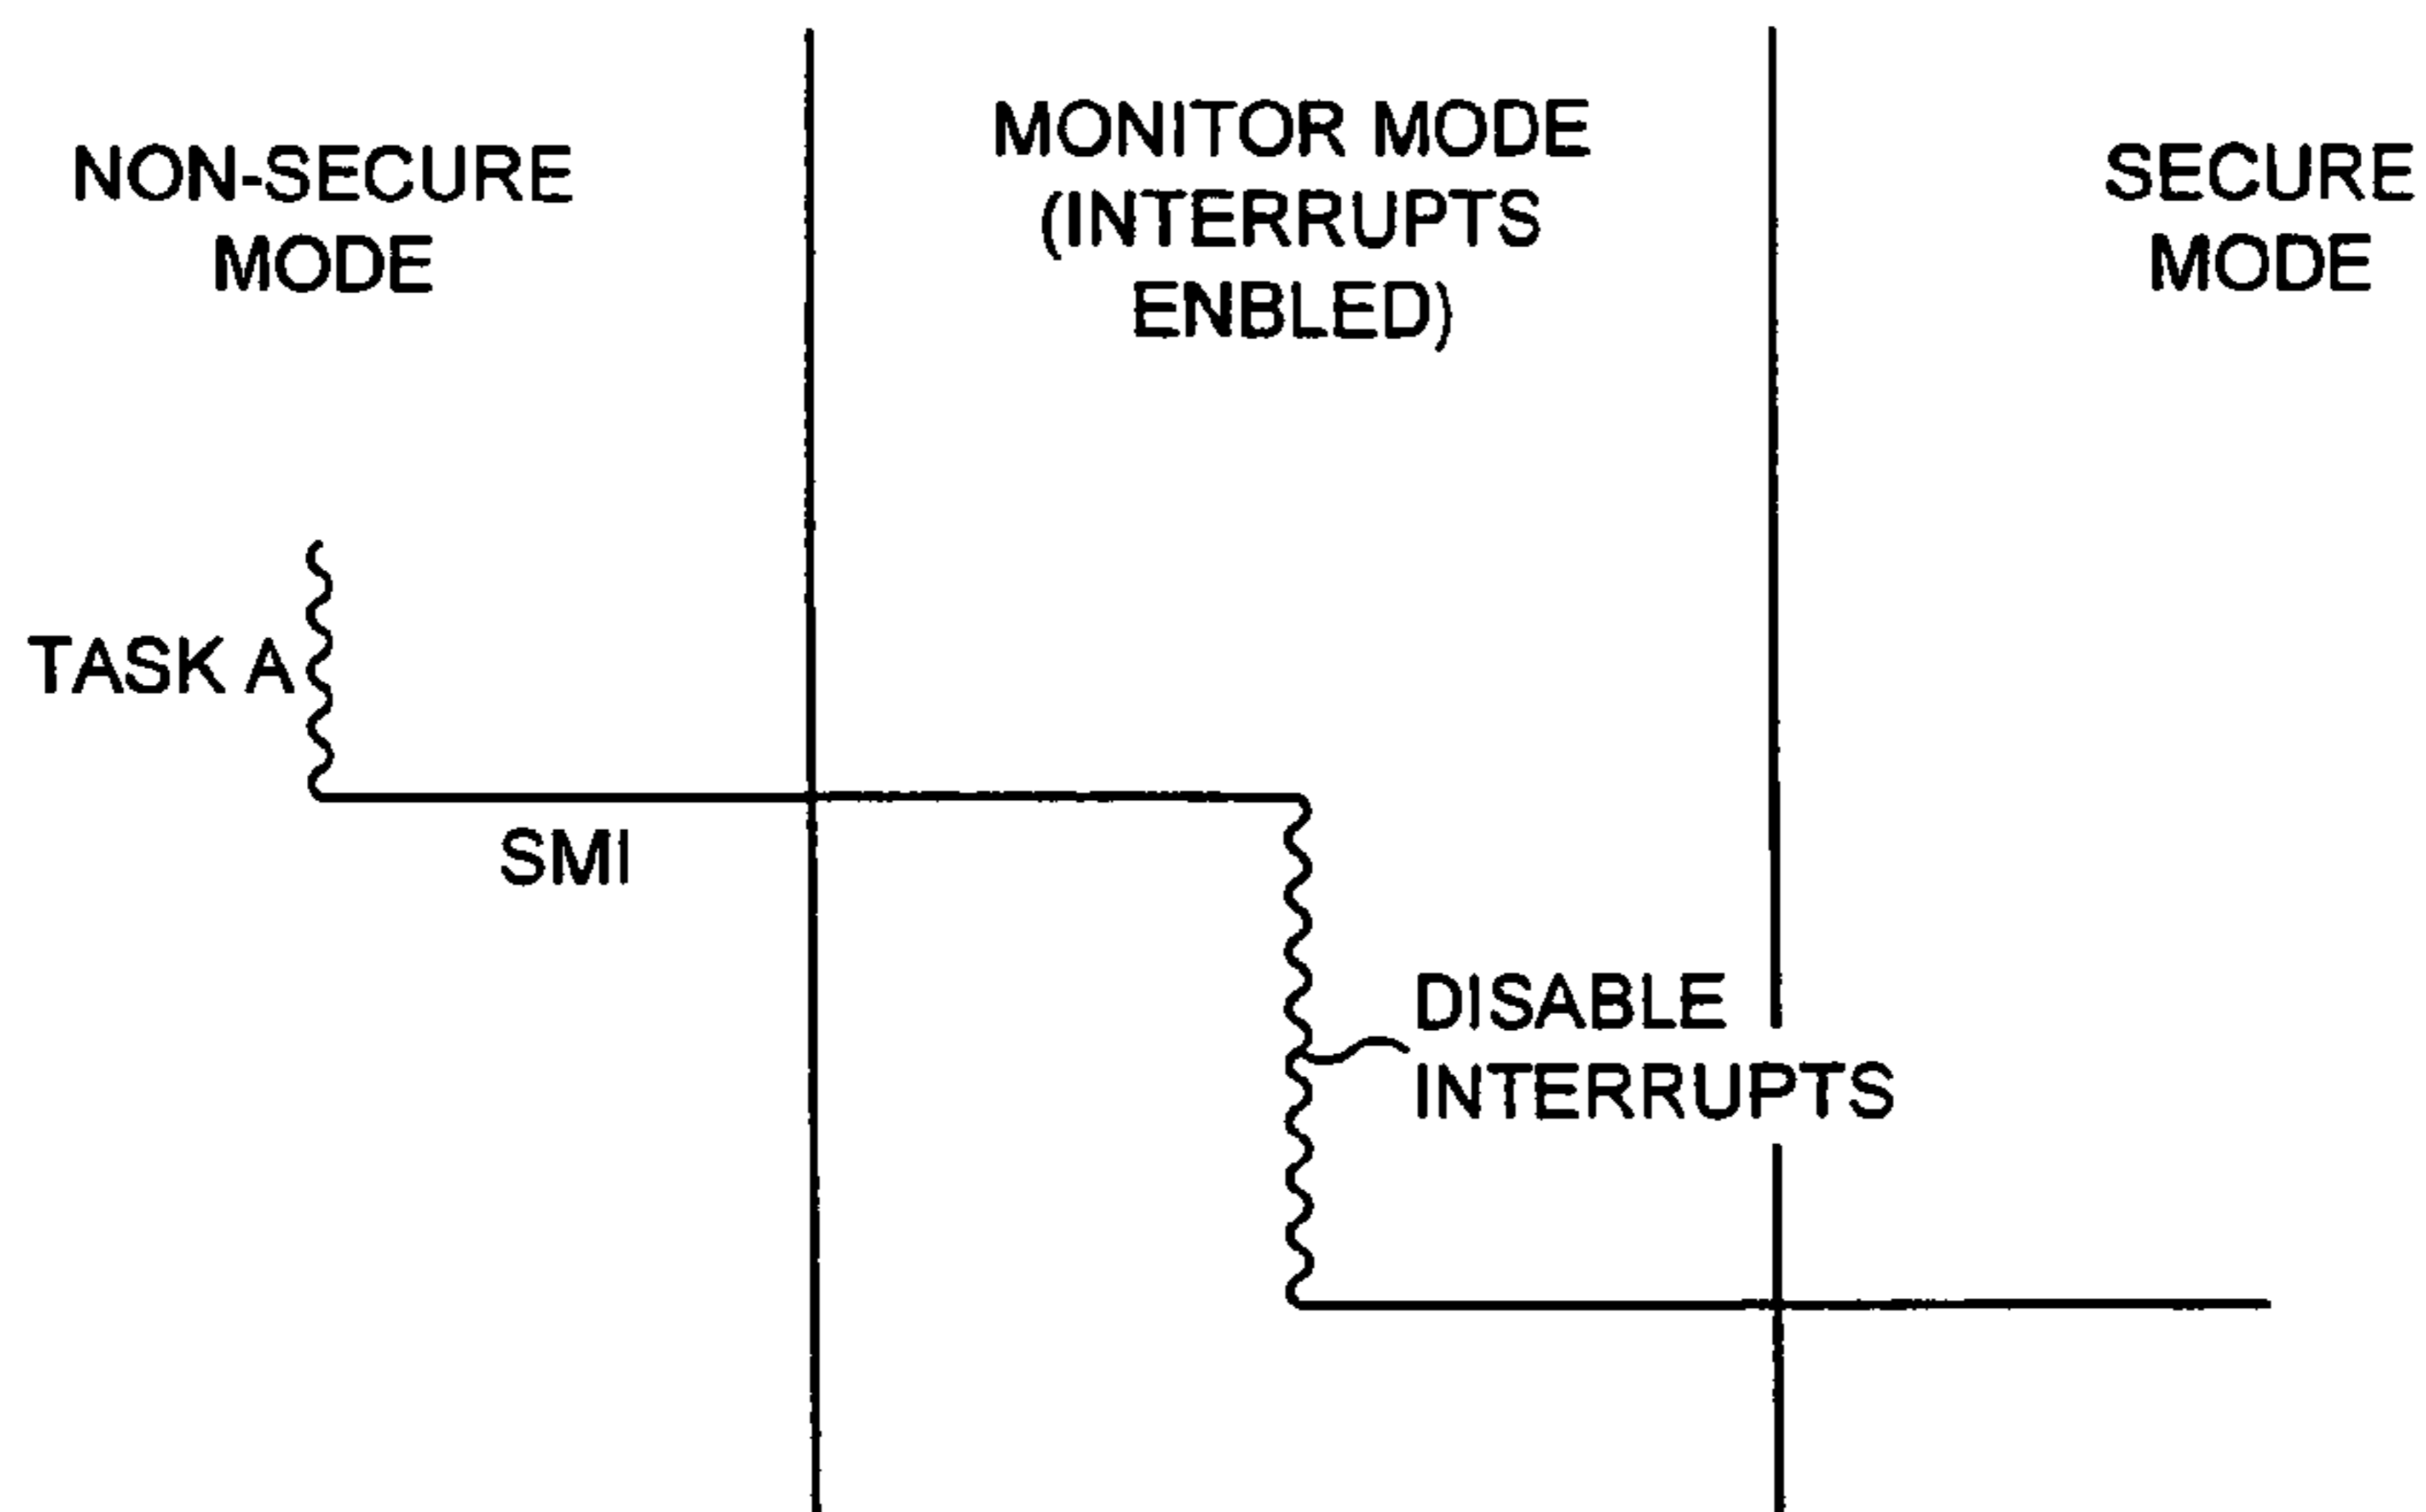 NON-SECURE
MODE
MONITOR MODE
(INTERRUPTS
ENBLED)
SECURE
MODE
TASK A
SMI
DISABLE
INTERRUPTS